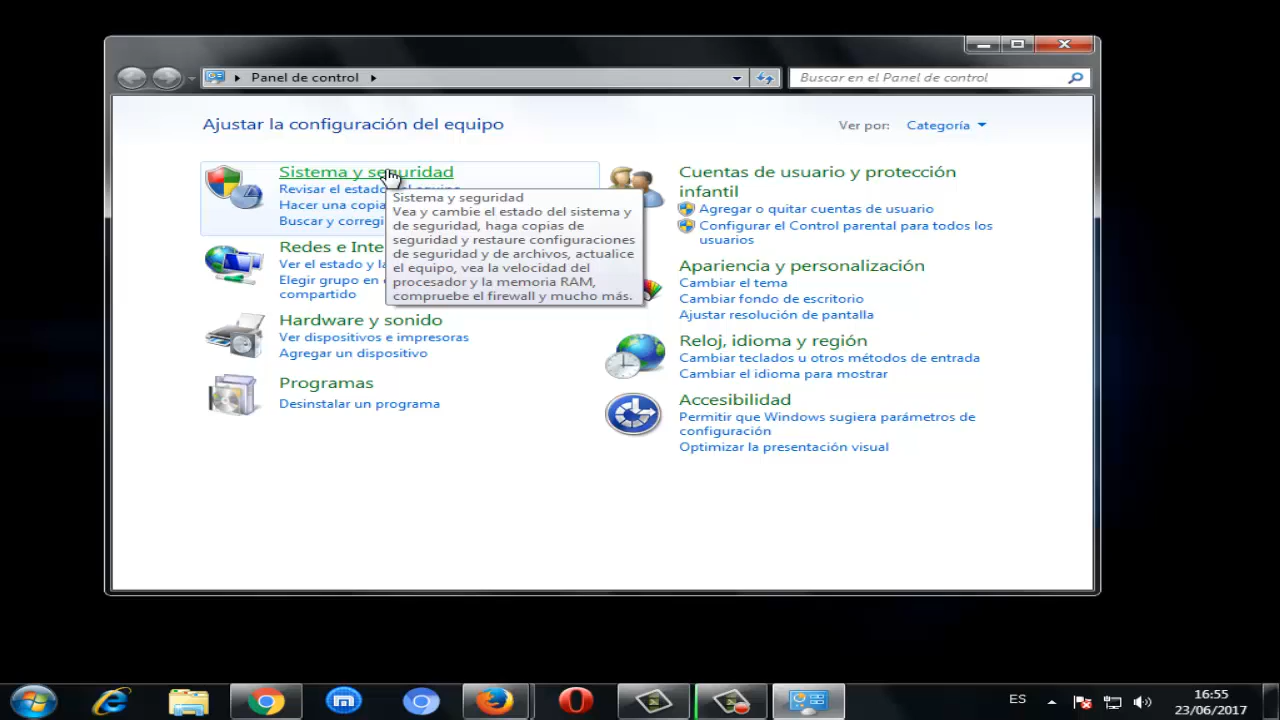 Panel de control
Buscar en el Panel de control
Ajustar la configuración del equipo
Ver por: Categoría
Sistema y seguridad
Revisar el estado del equipo
Hacer una copia
Buscar y corregi
Sistema y seguridad
Vea y cambie el estado del sistema y
de seguridad, haga copias de
seguridad y restaure configuraciones
de seguridad y de archivos, actualice
el equipo, vea la velocidad del
procesador y la memoria RAM,
compruebe el firewall y mucho más.
Redes e Inte
Ver el estado y la
Elegir grupo en
compartido
Hardware y sonido
Ver dispositivos e impresoras
Agregar un dispositivo
Programas
Desinstalar un programa
Cuentas de usuario y protección
infantil
Agregar o quitar cuentas de usuario
Configurar el Control parental para todos los
usuarios
Apariencia y personalización
Cambiar el tema
Cambiar fondo de escritorio
Ajustar resolución de pantalla
Reloj, idioma y región
Cambiar teclados u otros métodos de entrada
Cambiar el idioma para mostrar
Accesibilidad
Permitir que Windows sugiera parámetros de
configuración
Optimizar la presentación visual
ES
16:55
23/06/2017